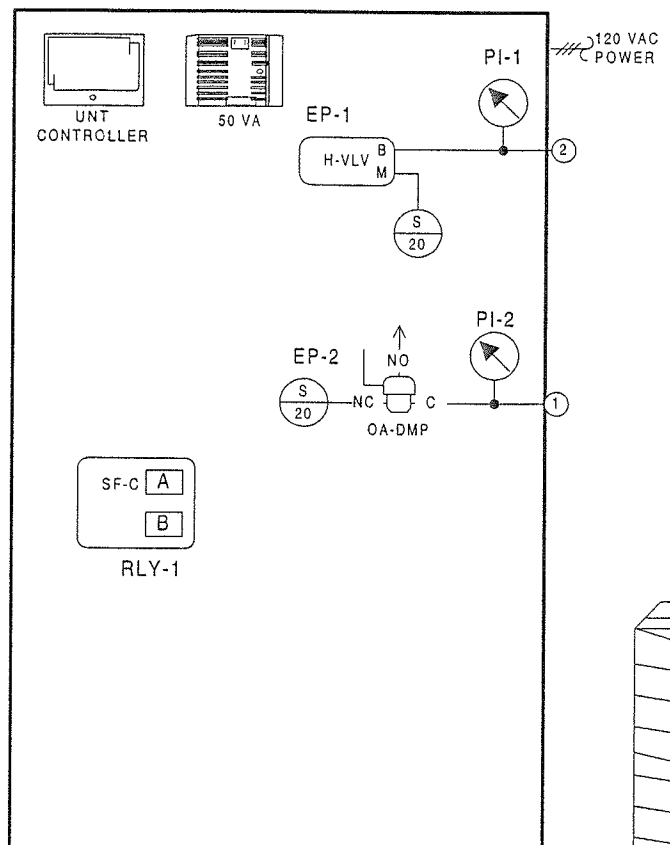 120 VAC
POWER
PI-1
UNT
CONTROLLER
50 VA
EP-1
H-VLV
B
M
2
S
20
PI-2
EP-2
NO
S
20
NC
C
1
OA-DMP
SF-C
A
B
RLY-1